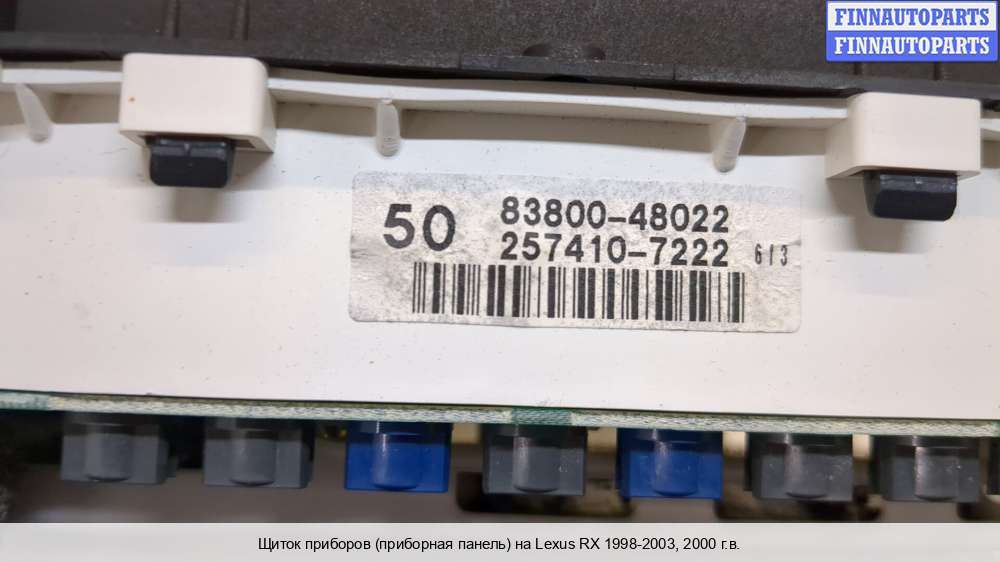 FINNAUTOPARTS
FINNAUTOPARTS
50
83800-48022
257410-7222
613
Щиток приборов (приборная панель) на Lexus RX 1998-2003, 2000 г.в.